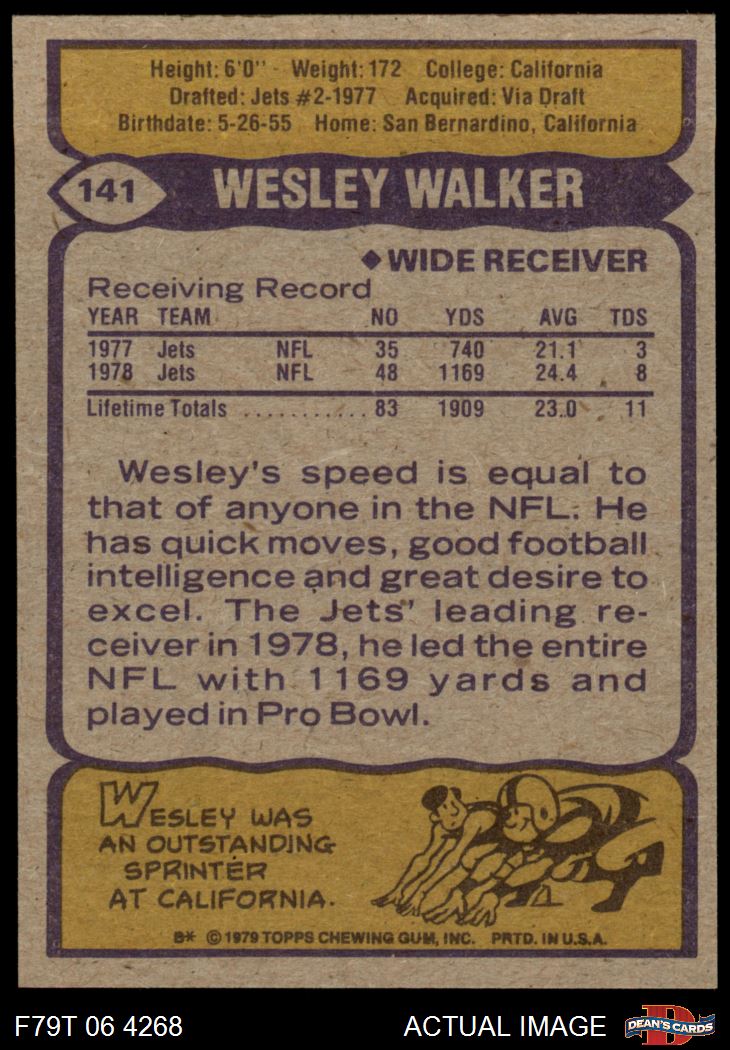 Height: 6'0" - Weight: 172 College: California
Drafted: Jets #2-1977 Acquired: Via Draft
Birthdate: 5-26-55 Home: San Bernardino, California
141 WESLEY WALKER
◆ WIDE RECEIVER
Receiving Record
YEAR TEAM NO YDS AVG TDS
1977 Jets NFL 35 740 21.1 3
1978 Jets NFL 48 1169 24.4 8
Lifetime Totals ........... 83 1909 23.0 11
Wesley's speed is equal to
that of anyone in the NFL. He
has quick moves, good football
intelligence and great desire to
excel. The Jets' leading re-
ceiver in 1978, he led the entire
NFL with 1169 yards and
played in Pro Bowl.
WESLEY WAS
AN OUTSTANDING
SPRINTER
AT CALIFORNIA.
B* © 1979 TOPPS CHEWING GUM, INC. PRTD. IN U.S.A.
F79T 06 4268 ACTUAL IMAGE D DEAN'S CARDS